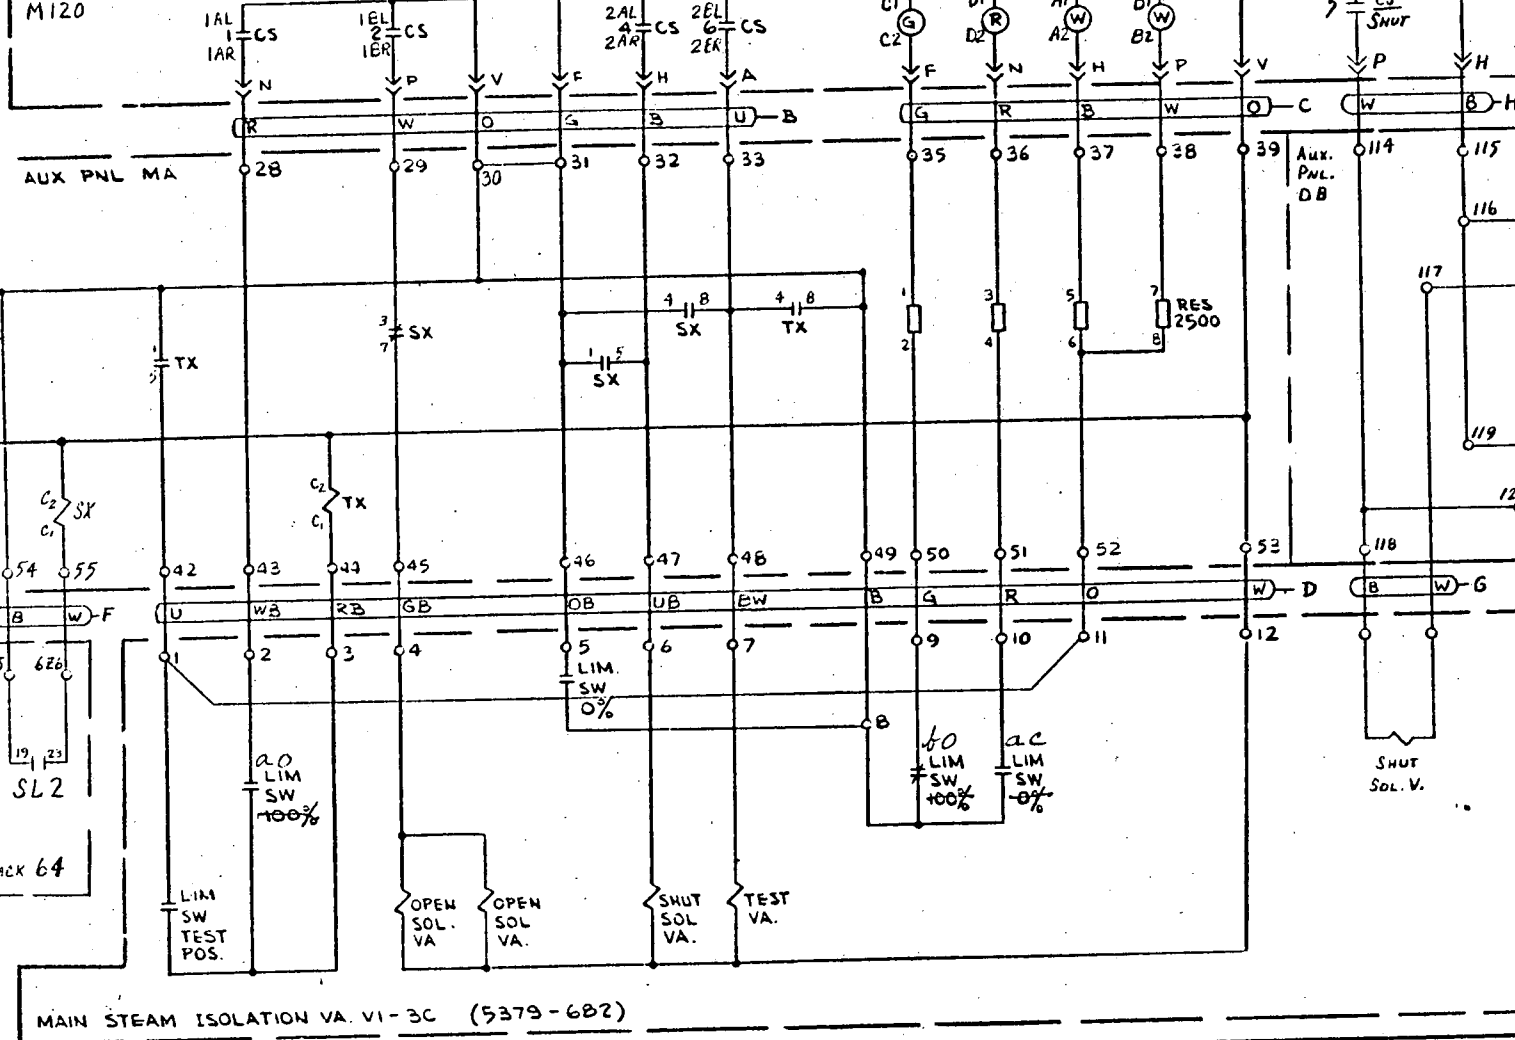 M120
1AL
1 CS
1AR
1BL
2 CS
1BR
2AL
4 CS
2AR
2BL
6 CS
2ER
G
C2
R
D2
W
A2
W
B2
7
SHUT
N P V F H A F N H P V P H
R W O G B U B
G R B W O C
W B H
AUX PNL MA
28 29 30 31 32 33 35 36 37 38 39
AUX.
PNL.
DB
114 115
116
117
4 8
SX
4 8
TX
3
SX
7
1 5
SX
TX
1
2
3
4
5
6
7
8
RES
2500
119
C2
SX
C1
C2
TX
C1
54 55 42 43 44 45 46 47 48 49 50 51 52 53 118
B W F
U WB RB GB OB UB BW B G R O W D
B W G
626
1 2 3 4 5 6 7 9 10 11 12
LIM.
SW
0%
B
19 23
SL2
ao
LIM
SW
100%
bo
LIM
SW
100%
ac
LIM
SW
0%
SHUT
SOL. V.
64
LIM
SW
TEST
POS.
OPEN
SOL.
VA
OPEN
SOL
VA.
SHUT
SOL
VA.
TEST
VA.
MAIN STEAM ISOLATION VA. V1-3C (5379-682)